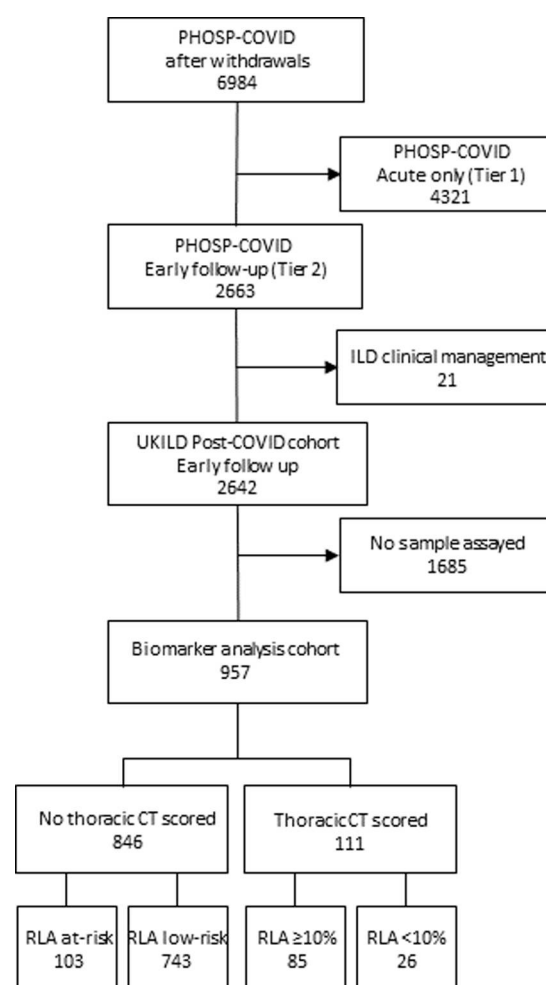 PHOSP-COVID
after withdrawals
6984
PHOSP-COVID
Acute only (Tier 1)
4321
PHOSP-COVID
Early follow-up (Tier 2)
2663
ILD clinical management
21
UKILD Post-COVID cohort
Early follow up
2642
No sample assayed
1685
Biomarker analysis cohort
957
No thoracic CT scored
846
Thoracic CT scored
111
RLA at-risk
103
RLA low-risk
743
RLA ≥10%
85
RLA <10%
26